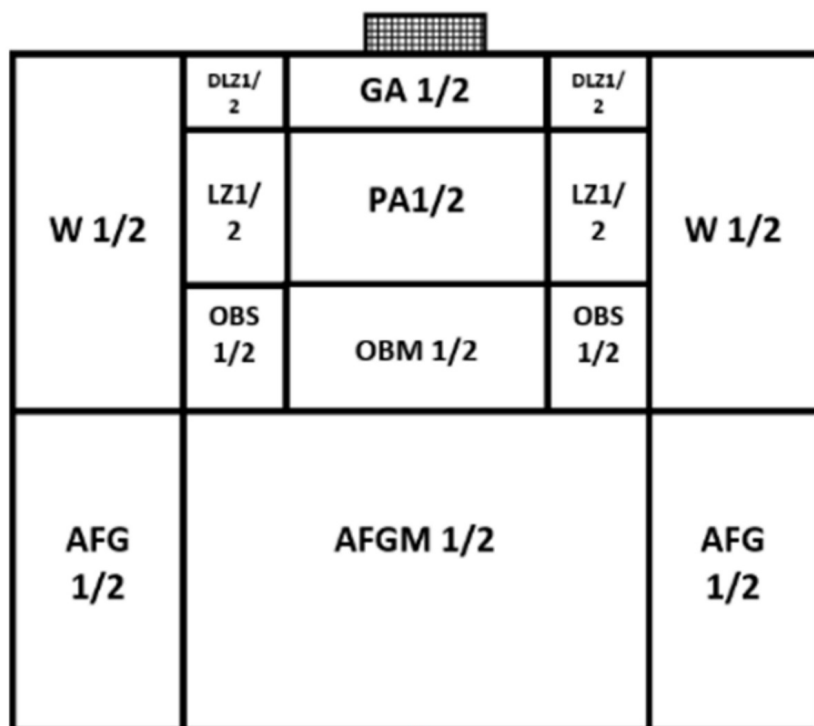 DLZ1/
2
GA 1/2
DLZ1/
2
W 1/2
LZ1/
2
PA1/2
LZ1/
2
W 1/2
OBS
1/2
OBM 1/2
OBS
1/2
AFG
1/2
AFGM 1/2
AFG
1/2